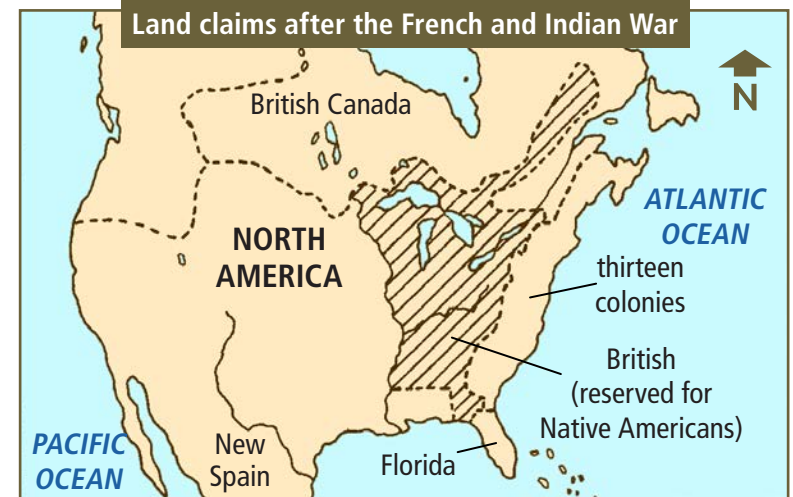 Land claims after the French and Indian War
N
British Canada
ATLANTIC
OCEAN
NORTH
AMERICA
thirteen
colonies
British
(reserved for
Native Americans)
PACIFIC
OCEAN
New
Spain
Florida